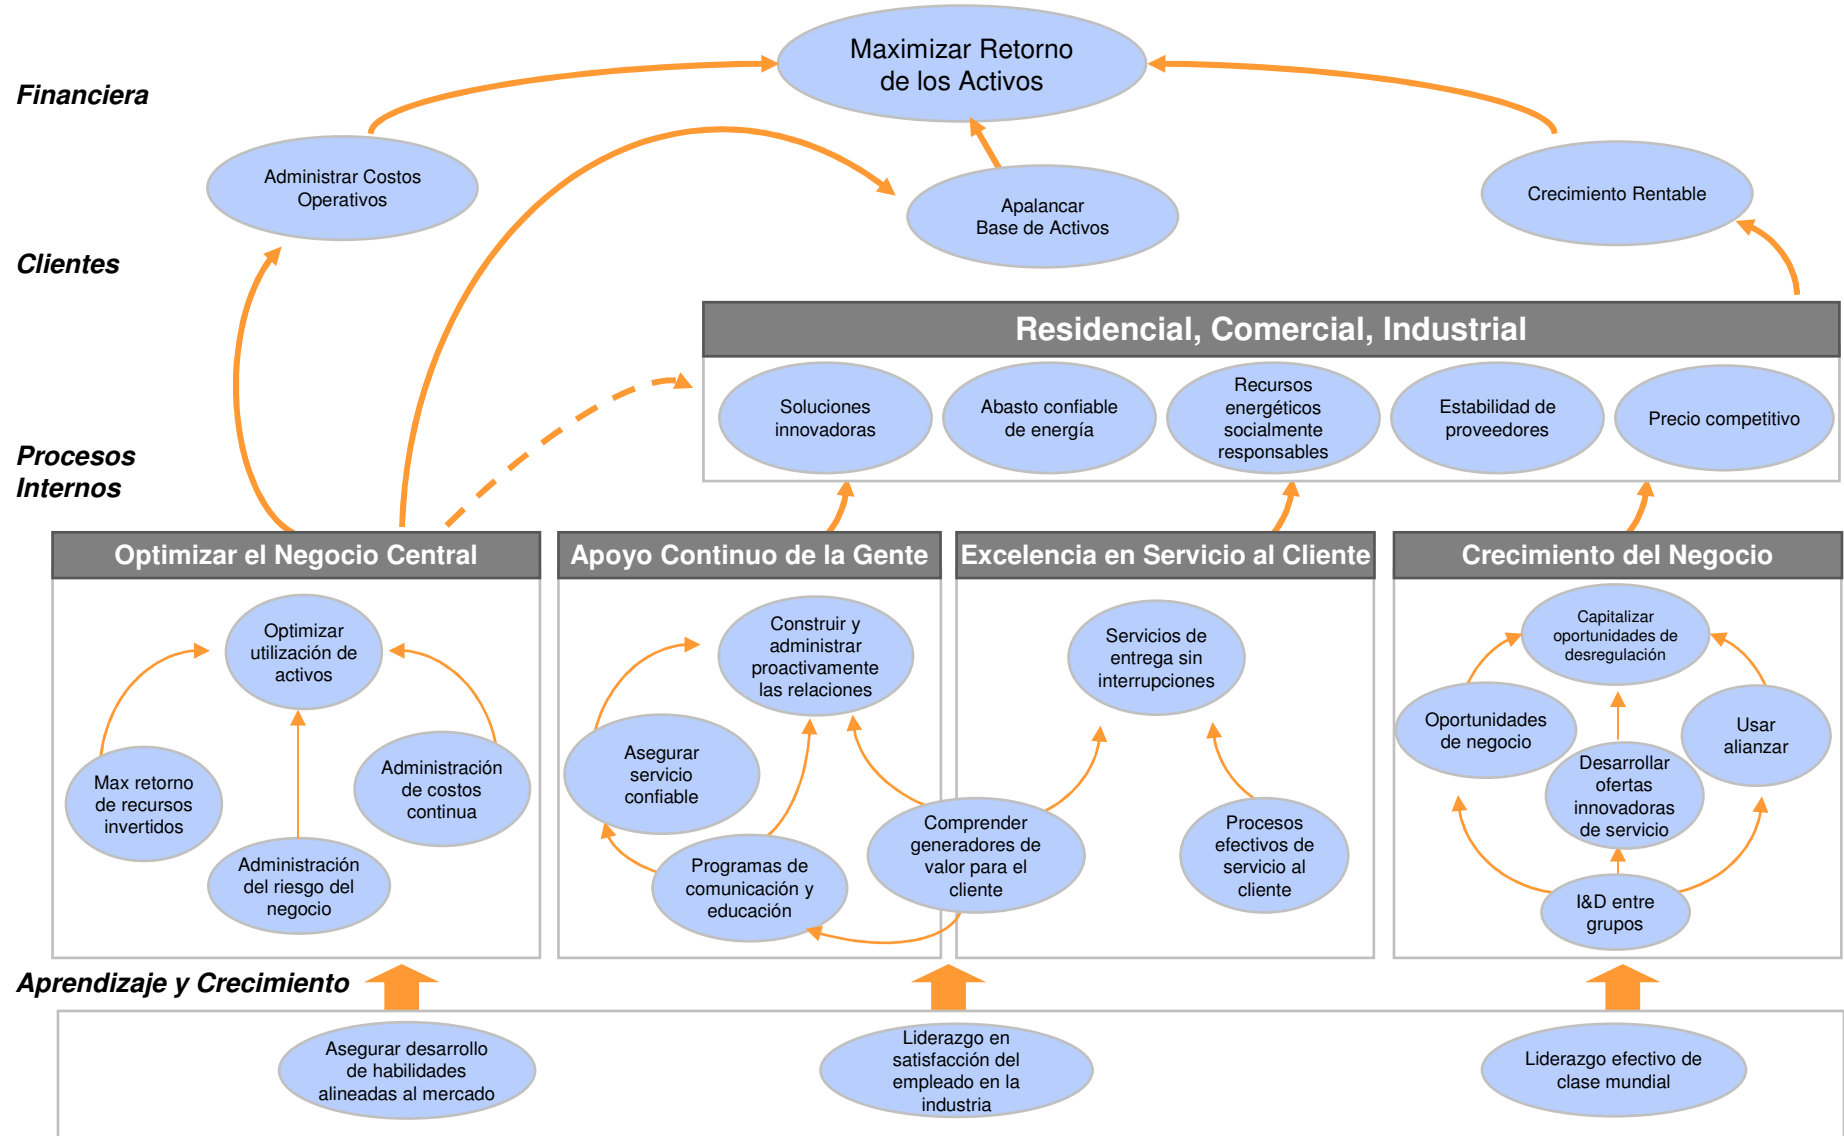 Maximizar Retorno
de los Activos
Financiera
Administrar Costos
Operativos
Apalancar
Base de Activos
Crecimiento Rentable
Clientes
Residencial, Comercial, Industrial
Soluciones
innovadoras
Abasto confiable
de energía
Recursos
energéticos
socialmente
responsables
Estabilidad de
proveedores
Precio competitivo
Procesos
Internos
Optimizar el Negocio Central
Optimizar
utilización de
activos
Max retorno
de recursos
invertidos
Administración
de costos
continua
Administración
del riesgo del
negocio
Apoyo Continuo de la Gente
Construir y
administrar
proactivamente
las relaciones
Asegurar
servicio
confiable
Programas de
comunicación y
educación
Comprender
generadores de
valor para el
cliente
Excelencia en Servicio al Cliente
Servicios de
entrega sin
interrupciones
Procesos
efectivos de
servicio al
cliente
Crecimiento del Negocio
Capitalizar
oportunidades de
desregulación
Oportunidades
de negocio
Usar
alianzar
Desarrollar
ofertas
innovadoras
de servicio
I&D entre
grupos
Aprendizaje y Crecimiento
Asegurar desarrollo
de habilidades
alineadas al mercado
Liderazgo en
satisfacción del
empleado en la
industria
Liderazgo efectivo de
clase mundial